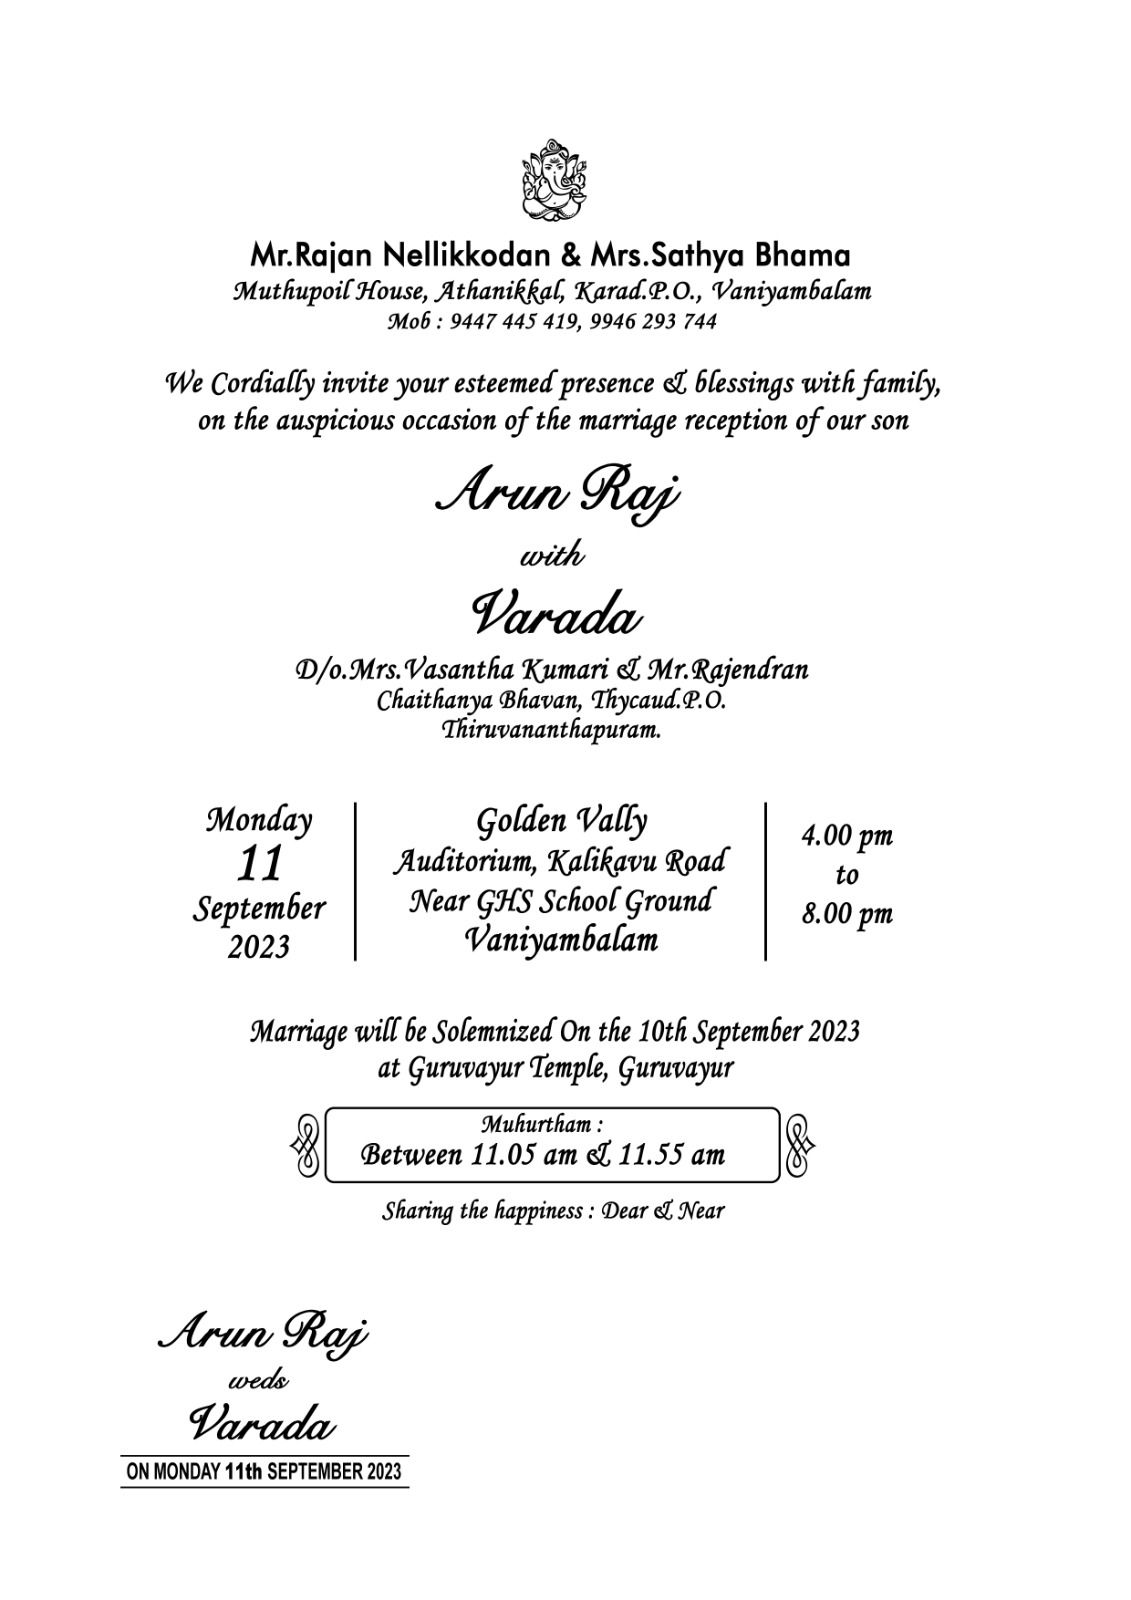 Mr.Rajan Nellikkodan & Mrs.Sathya Bhama
Muthupoil House, Athanikkal, Karad.P.O., Vaniyambalam
Mob : 9447 445 419, 9946 293 744
We Cordially invite your esteemed presence & blessings with family,
on the auspicious occasion of the marriage reception of our son
Arun Raj
with
Varada
D/o.Mrs.Vasantha Kumari & Mr.Rajendran
Chaithanya Bhavan, Thycaud.P.O.
Thiruvananthapuram.
Monday
11
September
2023
Golden Vally
Auditorium, Kalikavu Road
Near GHS School Ground
Vaniyambalam
4.00 pm
to
8.00 pm
Marriage will be Solemnized On the 10th September 2023
at Guruvayur Temple, Guruvayur
Muhurtham :
Between 11.05 am & 11.55 am
Sharing the happiness : Dear & Near
Arun Raj
weds
Varada
ON MONDAY 11th SEPTEMBER 2023